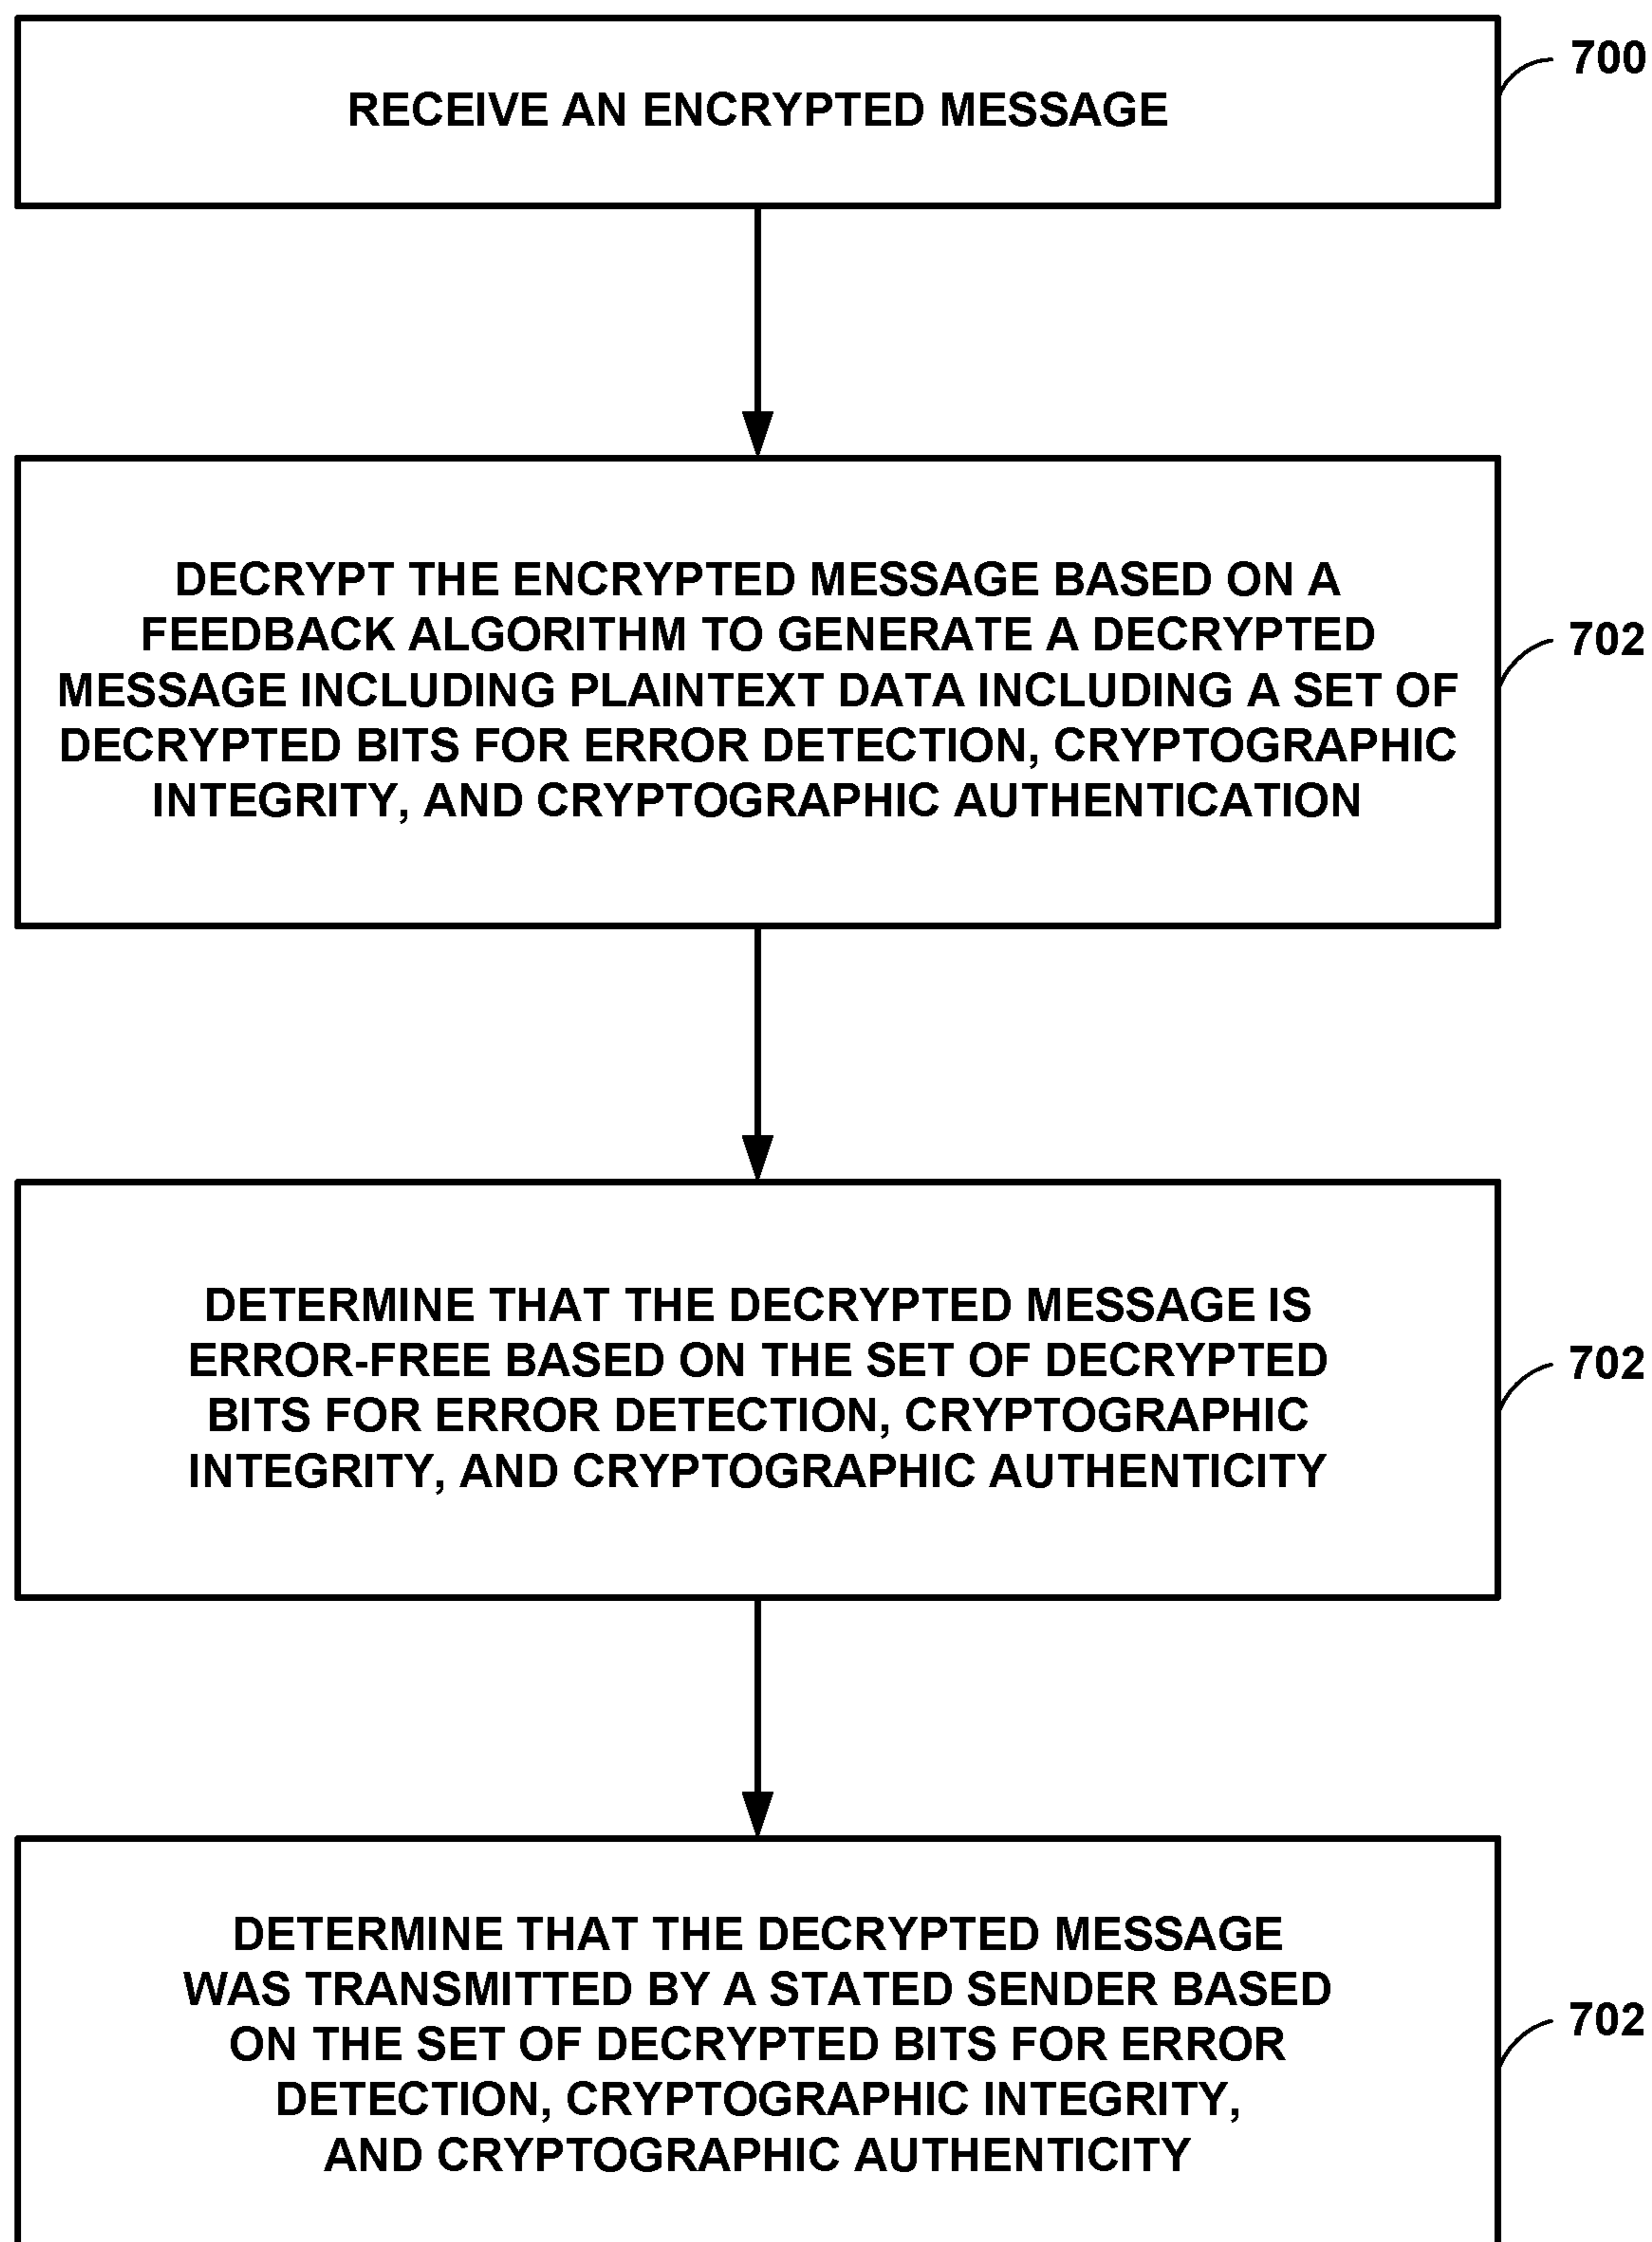 700
RECEIVE AN ENCRYPTED MESSAGE
DECRYPT THE ENCRYPTED MESSAGE BASED ON A
FEEDBACK ALGORITHM TO GENERATE A DECRYPTED
702
MESSAGE INCLUDING PLAINTEXT DATA INCLUDING A SET OF
DECRYPTED BITS FOR ERROR DETECTION, CRYPTOGRAPHIC
INTEGRITY, AND CRYPTOGRAPHIC AUTHENTICATION
DETERMINE THAT THE DECRYPTED MESSAGE IS
ERROR-FREE BASED ON THE SET OF DECRYPTED
702
BITS FOR ERROR DETECTION, CRYPTOGRAPHIC
INTEGRITY, AND CRYPTOGRAPHIC AUTHENTICITY
DETERMINE THAT THE DECRYPTED MESSAGE
WAS TRANSMITTED BY A STATED SENDER BASED
702
ON THE SET OF DECRYPTED BITS FOR ERROR
DETECTION, CRYPTOGRAPHIC INTEGRITY,
AND CRYPTOGRAPHIC AUTHENTICITY